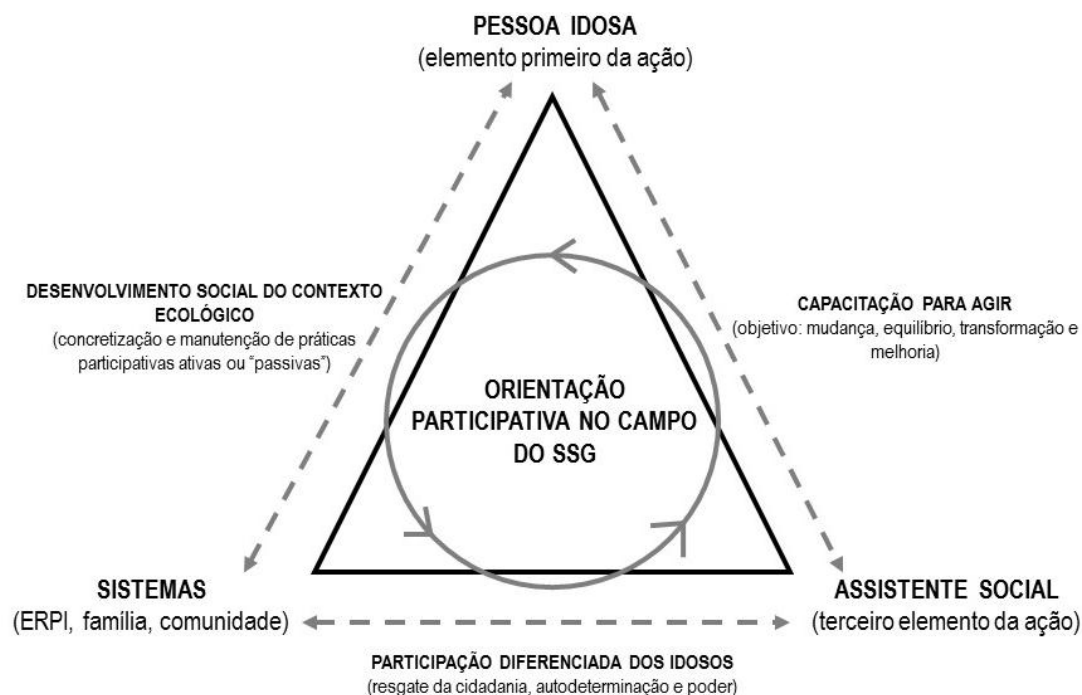 PESSOA IDOSA
(elemento primeiro da ação)
DESENVOLVIMENTO SOCIAL DO CONTEXTO
ECOLÓGICO
(concretização e manutenção de práticas
participativas ativas ou “passivas”)
CAPACITAÇÃO PARA AGIR
(objetivo: mudança, equilíbrio, transformação e
melhoria)
ORIENTAÇÃO
PARTICIPATIVA NO CAMPO
DO SSG
SISTEMAS
(ERPI, família, comunidade)
ASSISTENTE SOCIAL
(terceiro elemento da ação)
PARTICIPAÇÃO DIFERENCIADA DOS IDOSOS
(resgate da cidadania, autodeterminação e poder)